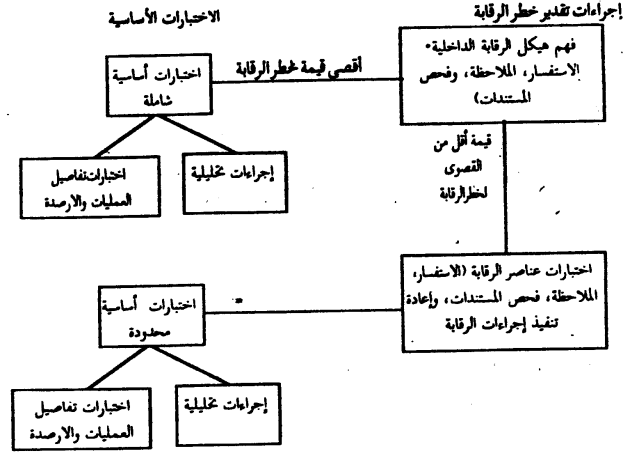 إجراءات تقدير خطر الرقابة
الاختبارات الأساسية
فهم هيكل الرقابة الداخلية
الاستفسار، الملاحظة، وفحص
المستندات)
أقصى قيمة لخطر الرقابة
اختبارات أساسية
شاملة
إجراءات تحليلية
اختبارات تفاصيل
العمليات والارصدة
قيمة أقل من
القصوى
لخطر الرقابة
اختبارات عناصر الرقابة (الاستفسار،
الملاحظة، فحص المستندات، وإعادة
تنفيذ إجراءات الرقابة
اختبارات أساسية
محدودة
إجراءات تحليلية
اختبارات تفاصيل
العمليات والارصدة